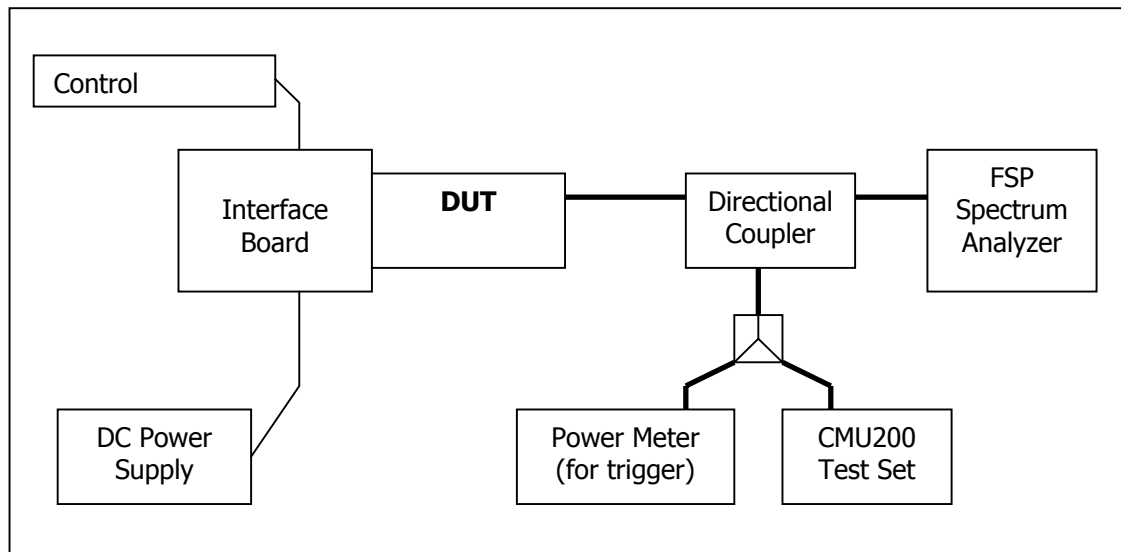 Control
Interface
Board
DUT
Directional
Coupler
FSP
Spectrum
Analyzer
DC Power
Supply
Power Meter
(for trigger)
CMU200
Test Set